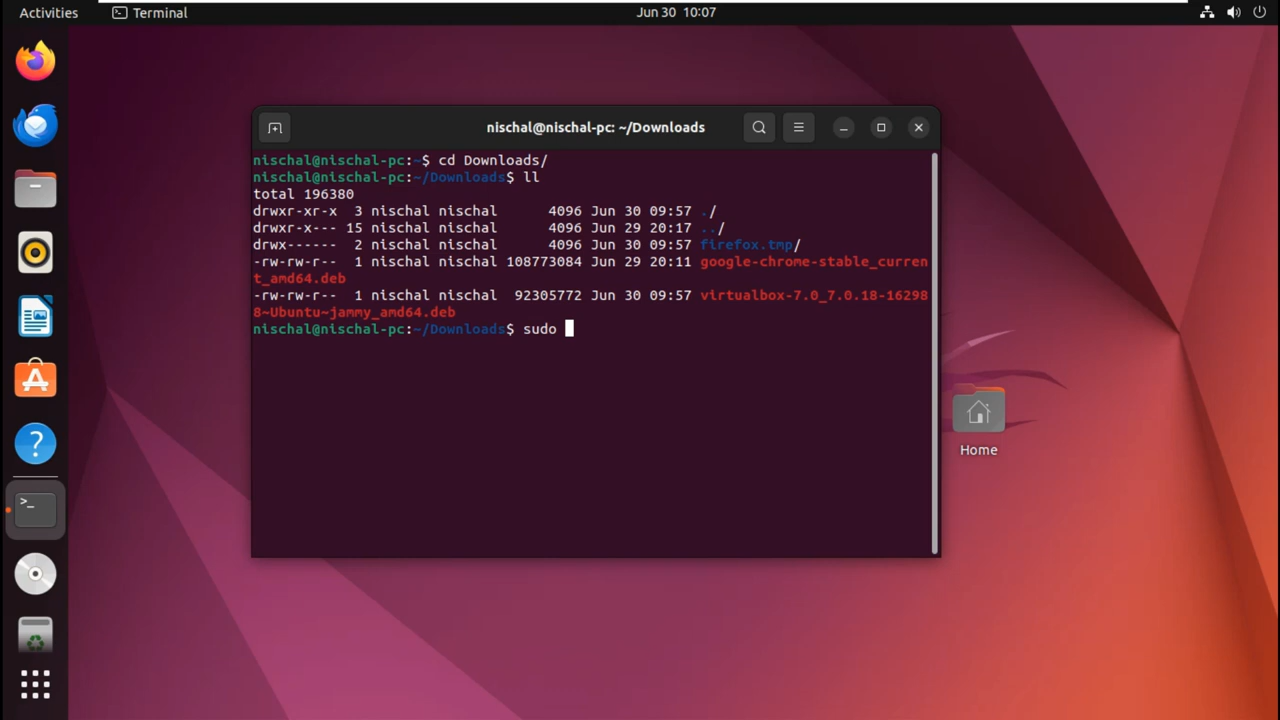 Activities Terminal Jun 30 10:07
nischal@nischal-pc: ~/Downloads
nischal@nischal-pc:~$ cd Downloads/
nischal@nischal-pc:~/Downloads$ ll
total 196380
drwxr-xr-x 3 nischal nischal 4096 Jun 30 09:57 ./
drwxr-x--- 15 nischal nischal 4096 Jun 29 20:17 ../
drwx------ 2 nischal nischal 4096 Jun 30 09:57 firefox.tmp/
-rw-rw-r-- 1 nischal nischal 108773084 Jun 29 20:11 google-chrome-stable_curren
t_amd64.deb
-rw-rw-r-- 1 nischal nischal 92305772 Jun 30 09:57 virtualbox-7.0_7.0.18-16298
8~Ubuntu~jammy_amd64.deb
nischal@nischal-pc:~/Downloads$ sudo
Home